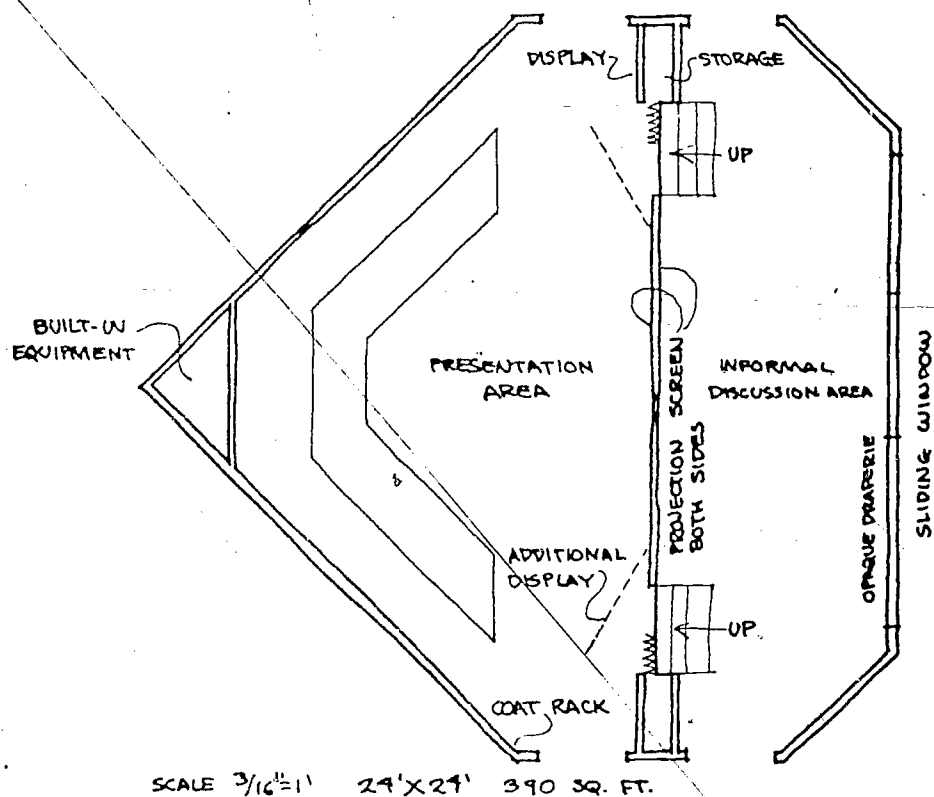 DISPLAY
STORAGE
UP
BUILT-IN
EQUIPMENT
PRESENTATION
AREA
PROJECTION SCREEN
BOTH SIDES
INFORMAL
DISCUSSION AREA
OPAQUE DRAPERIE
SLIDING WINDOW
ADDITIONAL
DISPLAY
UP
COAT RACK
SCALE 3/16"=1' 24'X24' 390 SQ. FT.